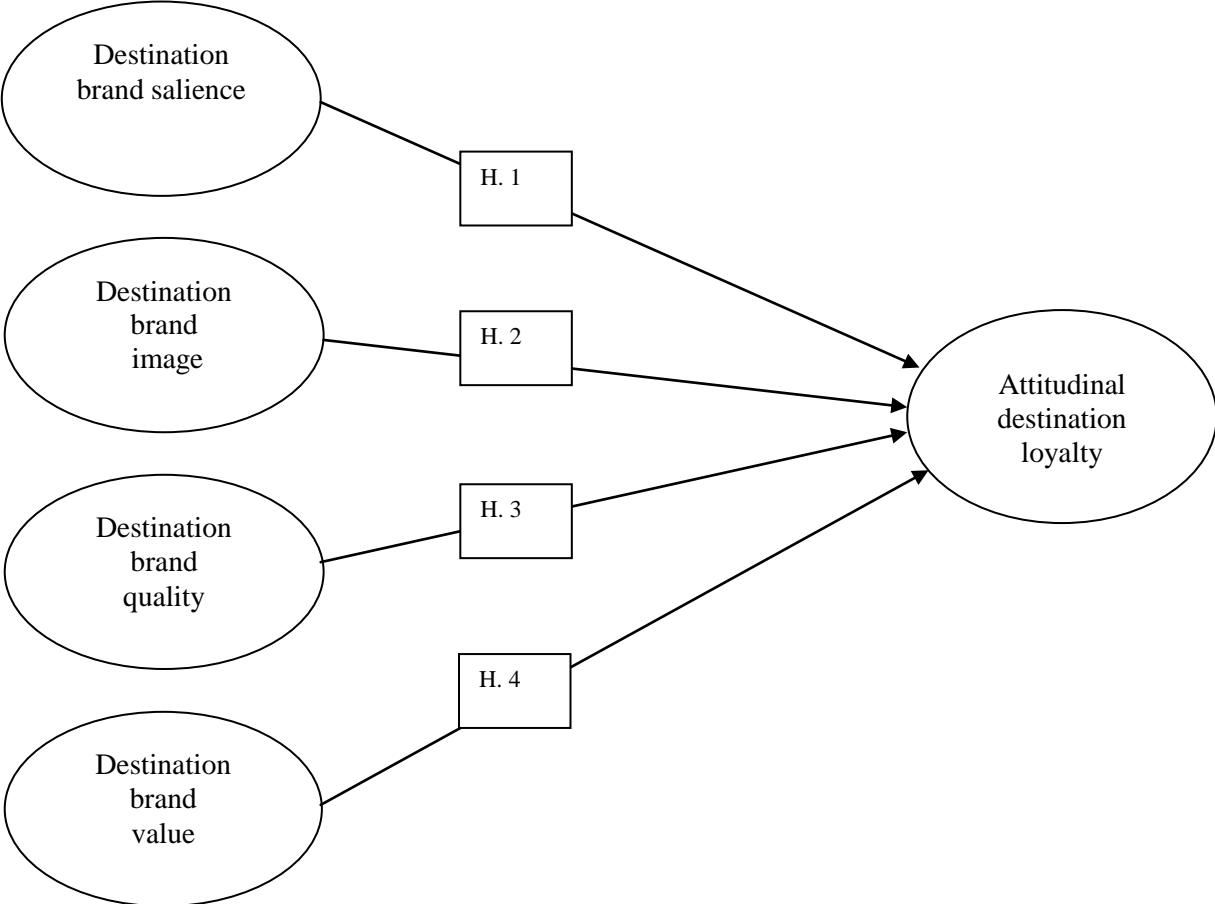 Destination
brand salience
H. 1
Destination
brand
image
H. 2
Attitudinal
destination
loyalty
Destination
brand
quality
H. 3
H. 4
Destination
brand
value